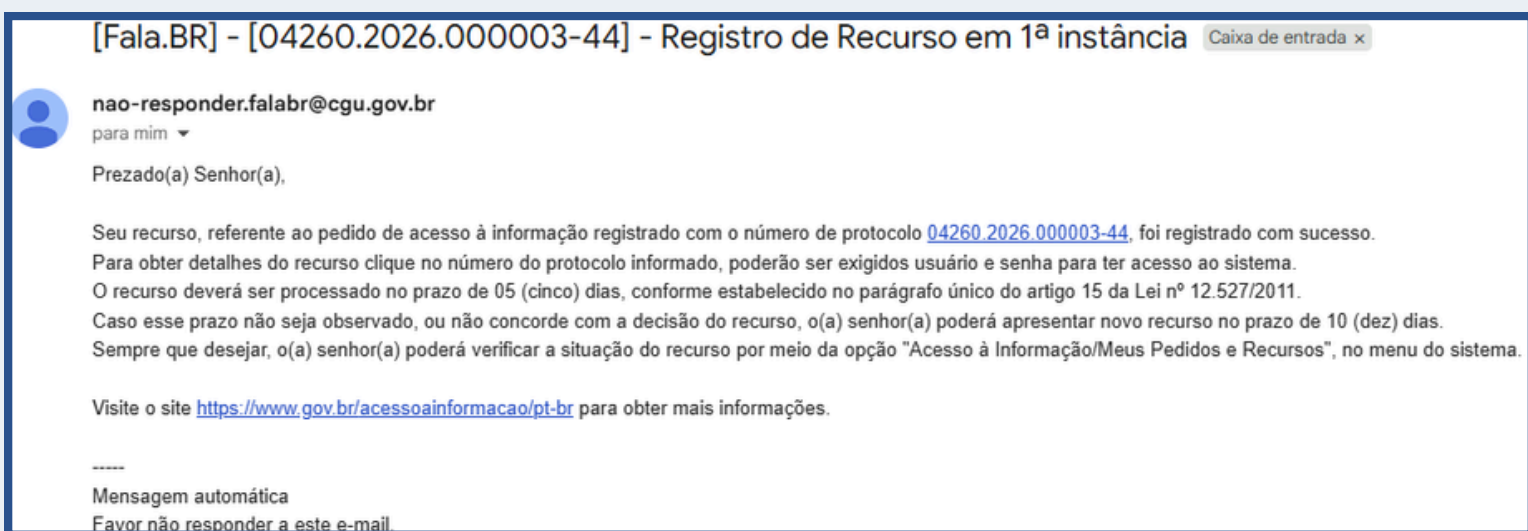 [Fala.BR] - [04260.2026.000003-44] - Registro de Recurso em 1ª instância Caixa de entrada ×
nao-responder.falabr@cgu.gov.br
para mim
Prezado(a) Senhor(a),
Seu recurso, referente ao pedido de acesso à informação registrado com o número de protocolo 04260.2026.000003-44, foi registrado com sucesso.
Para obter detalhes do recurso clique no número do protocolo informado, poderão ser exigidos usuário e senha para ter acesso ao sistema.
O recurso deverá ser processado no prazo de 05 (cinco) dias, conforme estabelecido no parágrafo único do artigo 15 da Lei nº 12.527/2011.
Caso esse prazo não seja observado, ou não concorde com a decisão do recurso, o(a) senhor(a) poderá apresentar novo recurso no prazo de 10 (dez) dias.
Sempre que desejar, o(a) senhor(a) poderá verificar a situação do recurso por meio da opção "Acesso à Informação/Meus Pedidos e Recursos", no menu do sistema.
Visite o site https://www.gov.br/acessoainformacao/pt-br para obter mais informações.
-----
Mensagem automática
Favor não responder a este e-mail.